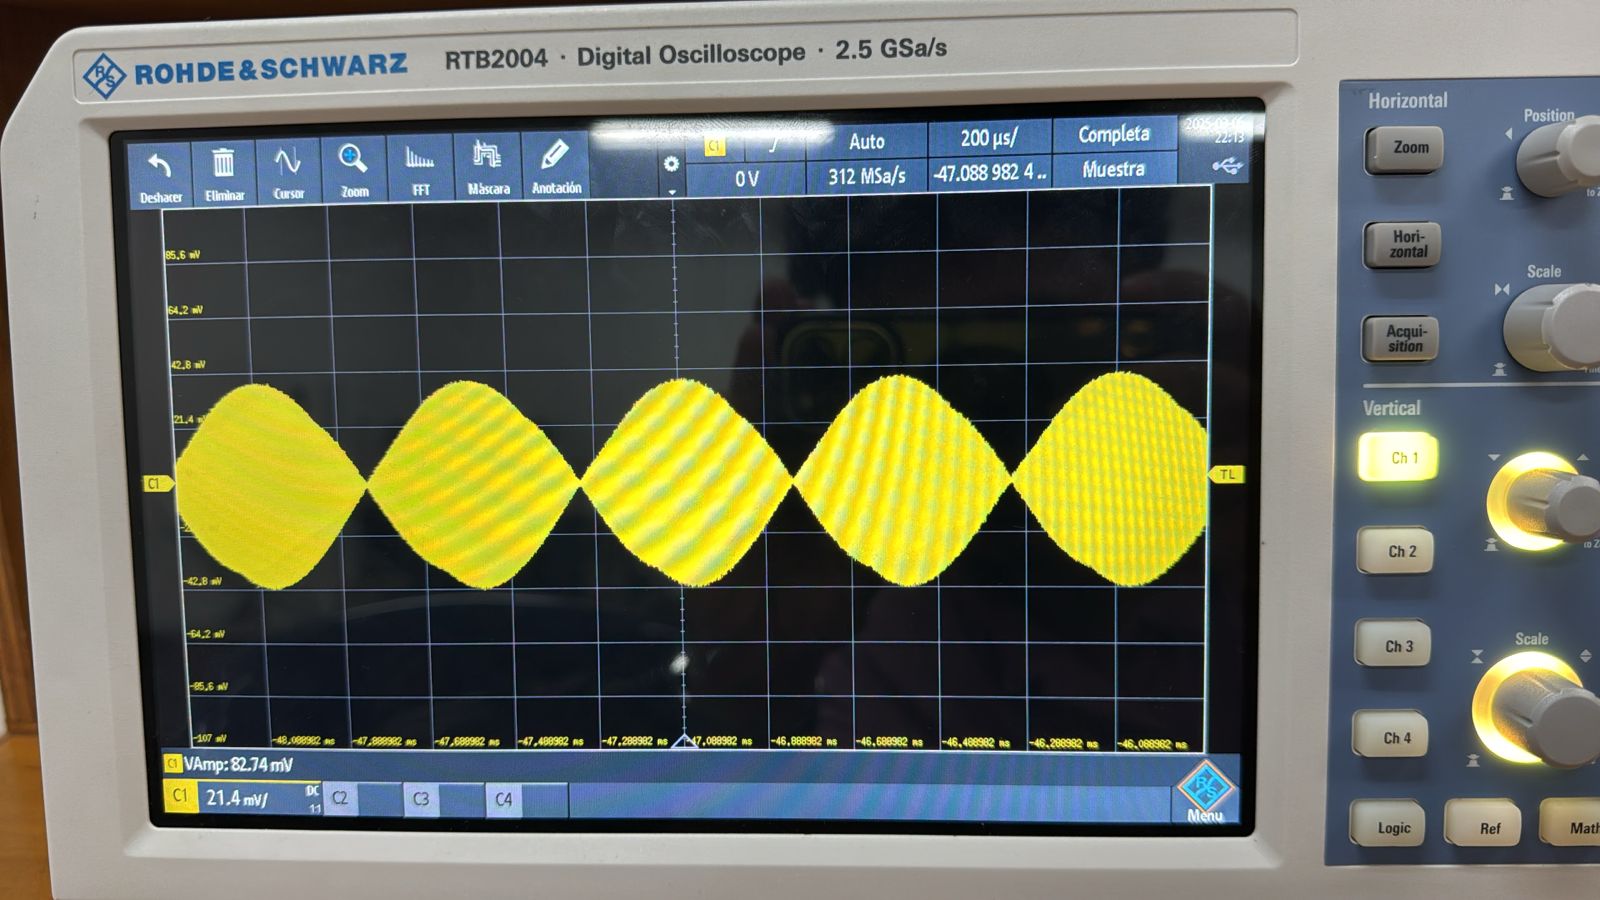 ROHDE&SCHWARZ RTB2004 · Digital Oscilloscope · 2.5 GSa/s
Horizontal
Position
Deshacer Eliminar Cursor Zoom FFT Máscara Anotación
C1 Auto 200 µs/ Completa
22:13
0 V 312 MSa/s -47.088 982 4 .. Muestra
Zoom
Horizontal
Scale
Acquisition
85.6 mV
64.2 mV
42.8 mV
21.4 mV
C1 TL
-42.8 mV
-64.2 mV
-85.6 mV
-107 mV -48.088982 ms -47.888982 ms -47.688982 ms -47.488982 ms -47.288982 ms -47.088982 ms -46.888982 ms -46.688982 ms -46.488982 ms -46.288982 ms -46.088982 ms
C1 VAmp: 82.74 mV
C1 21.4 mV/ DC 1:1 C2 C3 C4
Menu
Vertical
Ch 1
Ch 2
Ch 3
Scale
Ch 4
Logic Ref Math